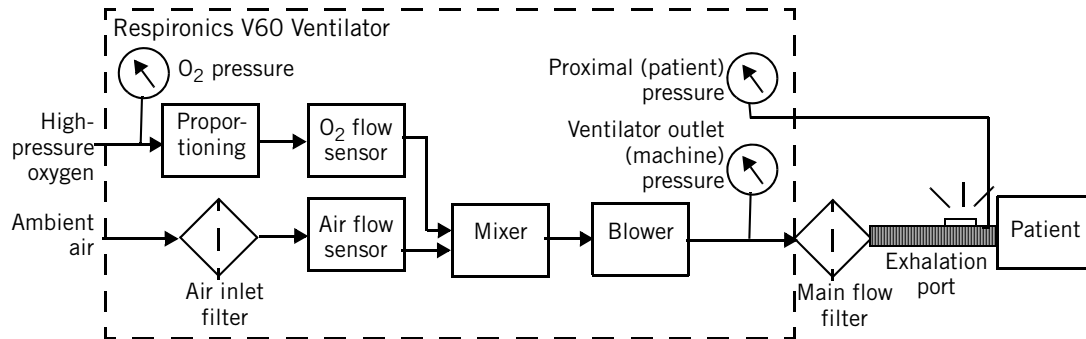 Respironics V60 Ventilator
O2 pressure
Proximal (patient)
pressure
High-
pressure
oxygen
Propor-
tioning
O2 flow
sensor
Ventilator outlet
(machine)
pressure
Ambient
air
Air flow
sensor
Mixer
Blower
Patient
Air inlet
filter
Exhalation
port
Main flow
filter